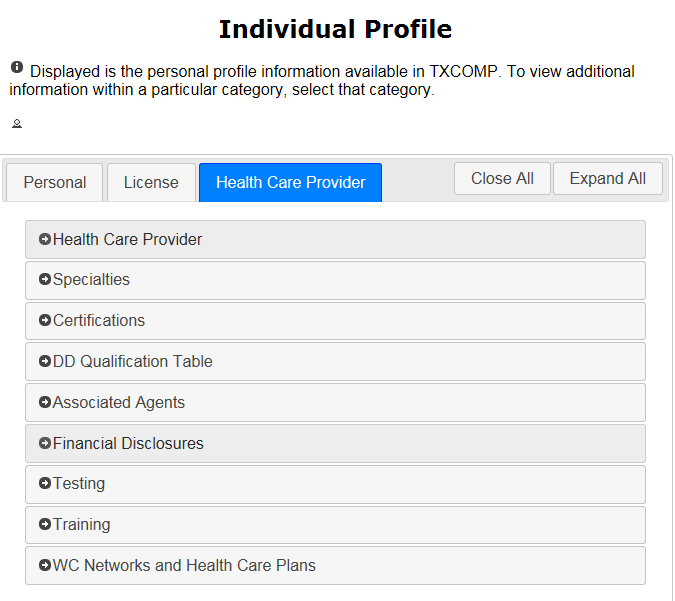 Individual Profile
Displayed is the personal profile information available in TXCOMP. To view additional
information within a particular category, select that category.
Personal License Health Care Provider Close All Expand All
Health Care Provider
Specialties
Certifications
DD Qualification Table
Associated Agents
Financial Disclosures
Testing
Training
WC Networks and Health Care Plans